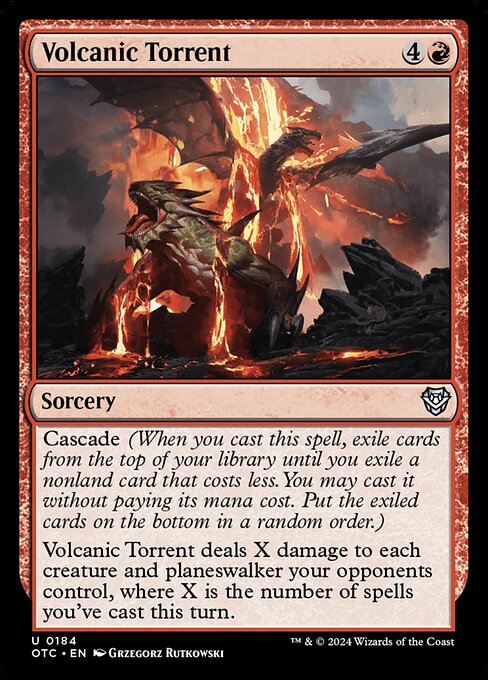 Volcanic Torrent 4
Sorcery
Cascade (When you cast this spell, exile cards
from the top of your library until you exile a
nonland card that costs less. You may cast it
without paying its mana cost. Put the exiled
cards on the bottom in a random order.)
Volcanic Torrent deals X damage to each
creature and planeswalker your opponents
control, where X is the number of spells
you've cast this turn.
U 0184
OTC • EN Grzegorz Rutkowski
™ & © 2024 Wizards of the Coast